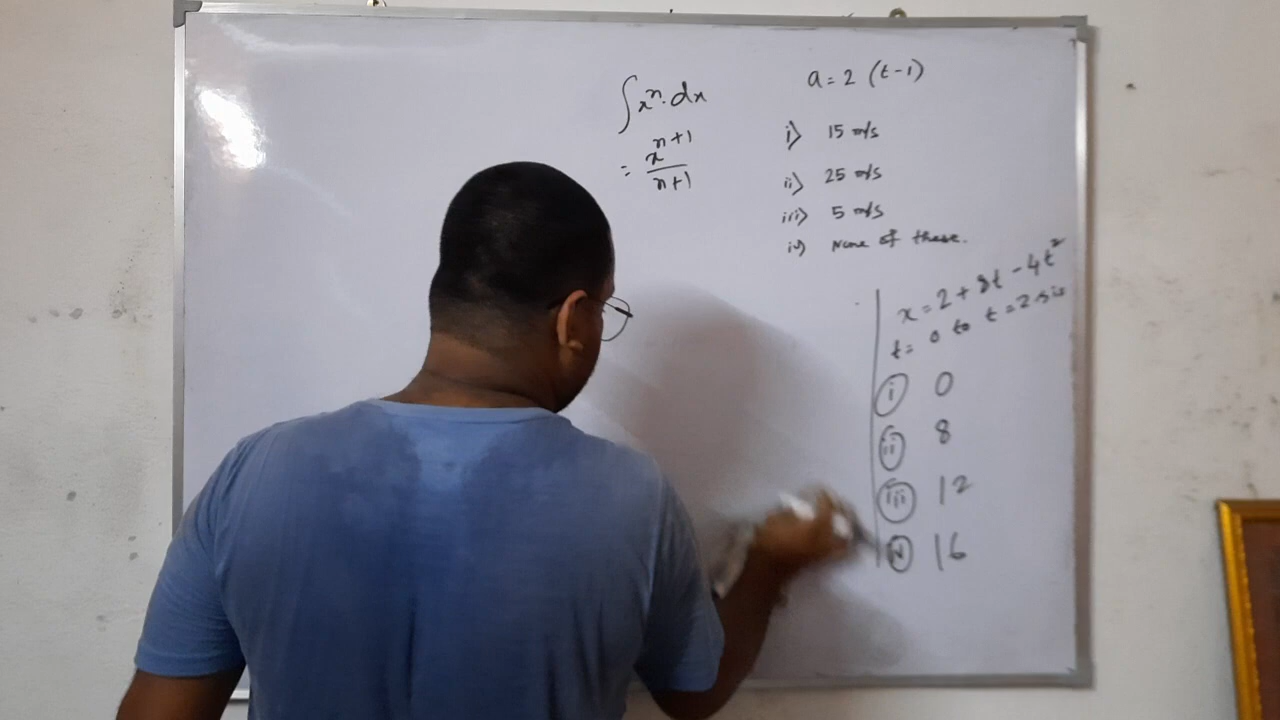 ∫xⁿ·dx
= xⁿ⁺¹/n+1
a = 2 (t-1)
i) 15 m/s
ii) 25 m/s
iii) 5 m/s
iv) None of these.
x = 2 + 8t - 4t²
t = 0 to t = 2 s is
i 0
ii 8
iii 12
iv 16